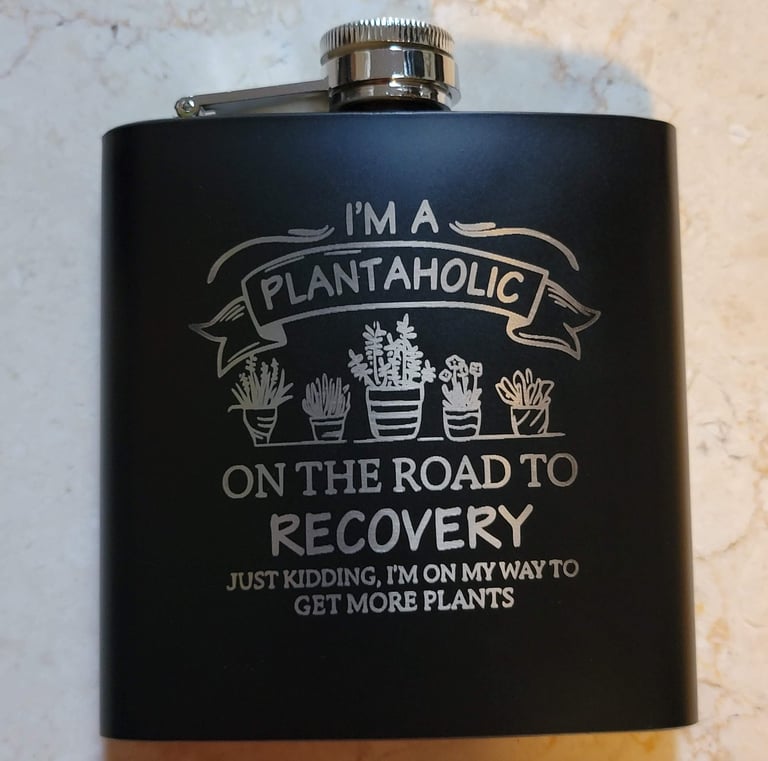 I'M A
PLANTAHOLIC
ON THE ROAD TO
RECOVERY
JUST KIDDING, I'M ON MY WAY TO
GET MORE PLANTS